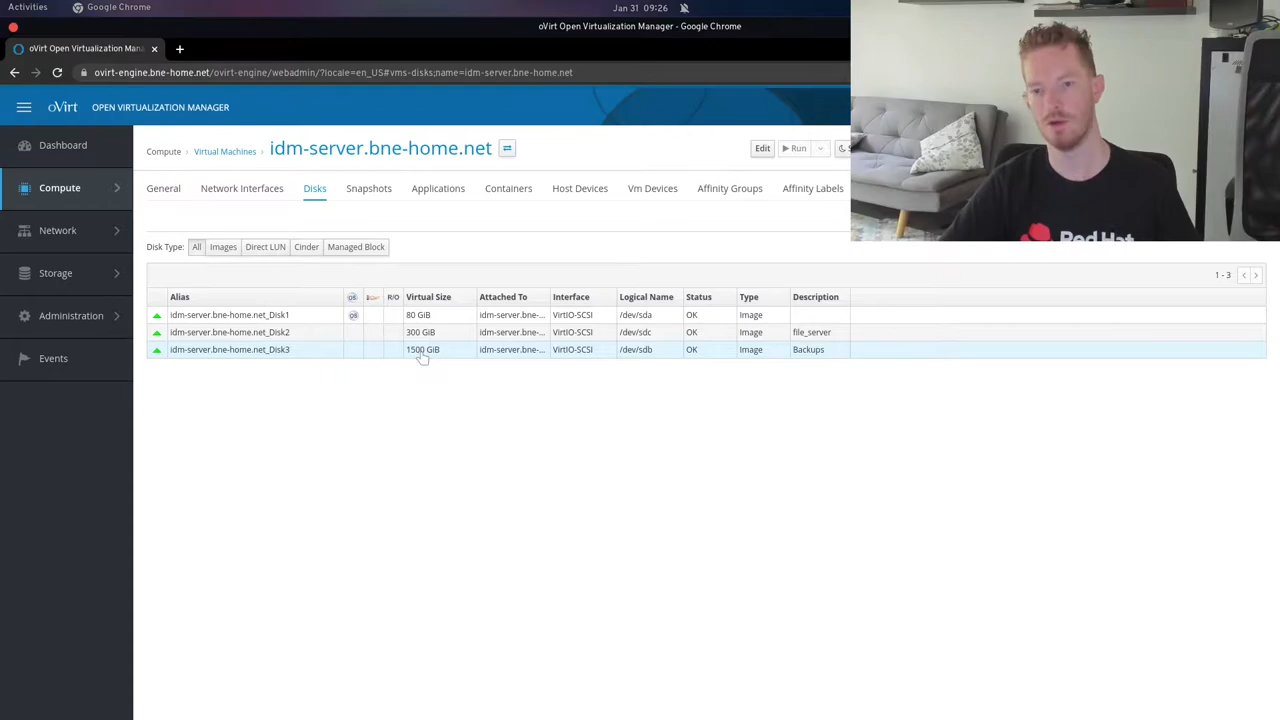 Activities
Google Chrome
Jan 31 09:26
oVirt Open Virtualization Manager - Google Chrome
oVirt Open Virtualization Mana
ovirt-engine.bne-home.net/ovirt-engine/webadmin/?locale=en_US#vms-disks;name=idm-server.bne-home.net
oVirt OPEN VIRTUALIZATION MANAGER
Dashboard
Compute
Network
Storage
Administration
Events
Compute > Virtual Machines > idm-server.bne-home.net
Edit Run
General Network Interfaces Disks Snapshots Applications Containers Host Devices Vm Devices Affinity Groups Affinity Labels
Disk Type: All Images Direct LUN Cinder Managed Block
1 - 3
Alias R/O Virtual Size Attached To Interface Logical Name Status Type Description
idm-server.bne-home.net_Disk1 80 GiB idm-server.bne-... VirtIO-SCSI /dev/sda OK Image
idm-server.bne-home.net_Disk2 300 GiB idm-server.bne-... VirtIO-SCSI /dev/sdc OK Image file_server
idm-server.bne-home.net_Disk3 1500 GiB idm-server.bne-... VirtIO-SCSI /dev/sdb OK Image Backups
Red Hat